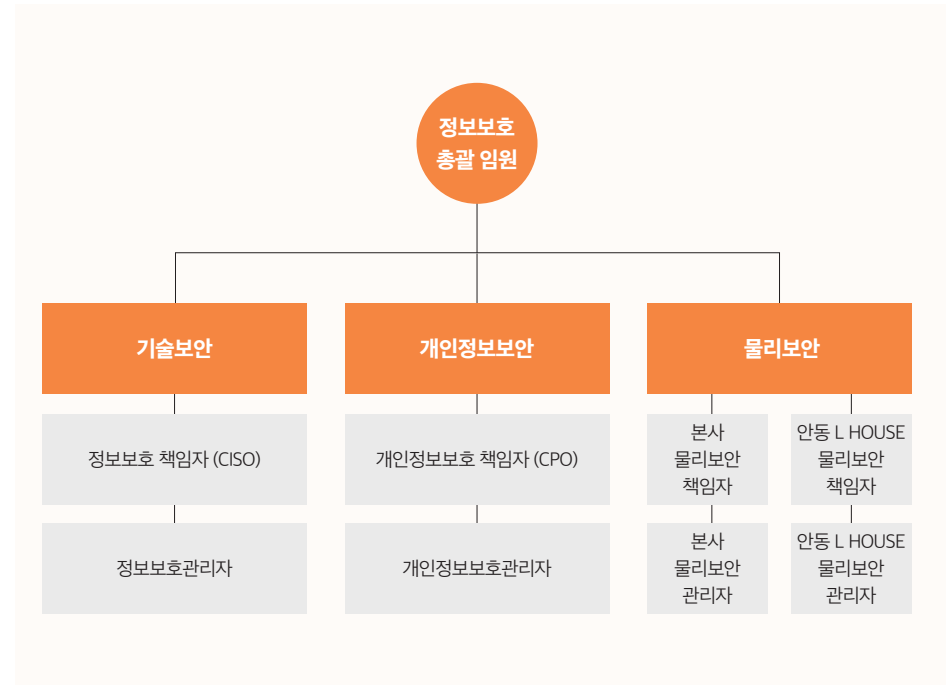 정보보호
총괄 임원
기술보안
개인정보보안
물리보안
정보보호 책임자 (CISO)
개인정보보호 책임자 (CPO)
본사
물리보안
책임자
안동 L HOUSE
물리보안
책임자
정보보호관리자
개인정보보호관리자
본사
물리보안
관리자
안동 L HOUSE
물리보안
관리자